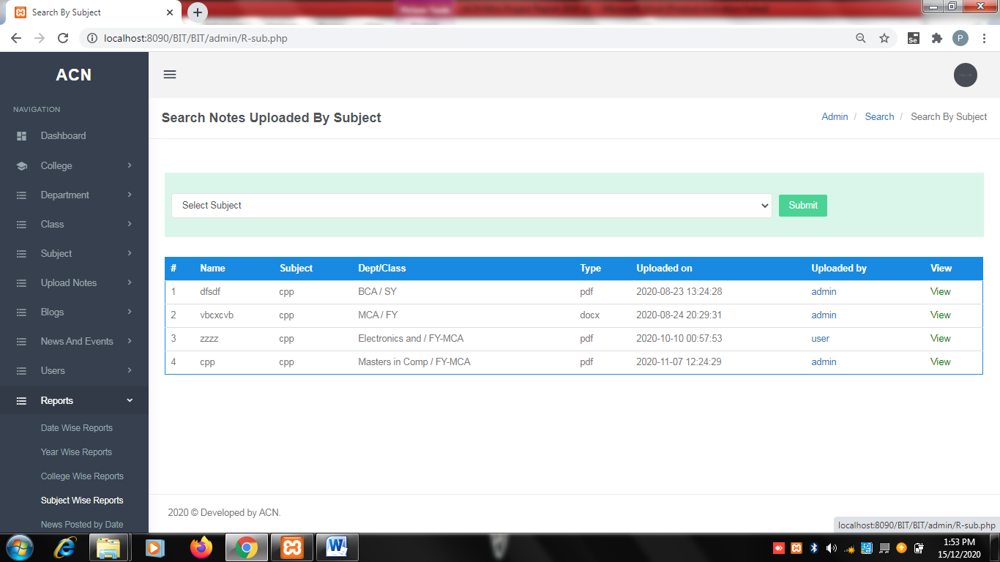 Search By Subject
localhost:8090/BIT/BIT/admin/R-sub.php
Se
P
ACN
NAVIGATION
Dashboard
College
Department
Class
Subject
Upload Notes
Blogs
News And Events
Users
Reports
Date Wise Reports
Year Wise Reports
College Wise Reports
Subject Wise Reports
News Posted by Date
Search Notes Uploaded By Subject
Admin / Search / Search By Subject
Select Subject Submit
# Name Subject Dept/Class Type Uploaded on Uploaded by View
1 dfsdf cpp BCA / SY pdf 2020-08-23 13:24:28 admin View
2 vbcxcvb cpp MCA / FY docx 2020-08-24 20:29:31 admin View
3 zzzz cpp Electronics and / FY-MCA pdf 2020-10-10 00:57:53 user View
4 cpp cpp Masters in Comp / FY-MCA pdf 2020-11-07 12:24:29 admin View
2020 © Developed by ACN.
localhost:8090/BIT/BIT/admin/R-sub.php
1:53 PM
15/12/2020